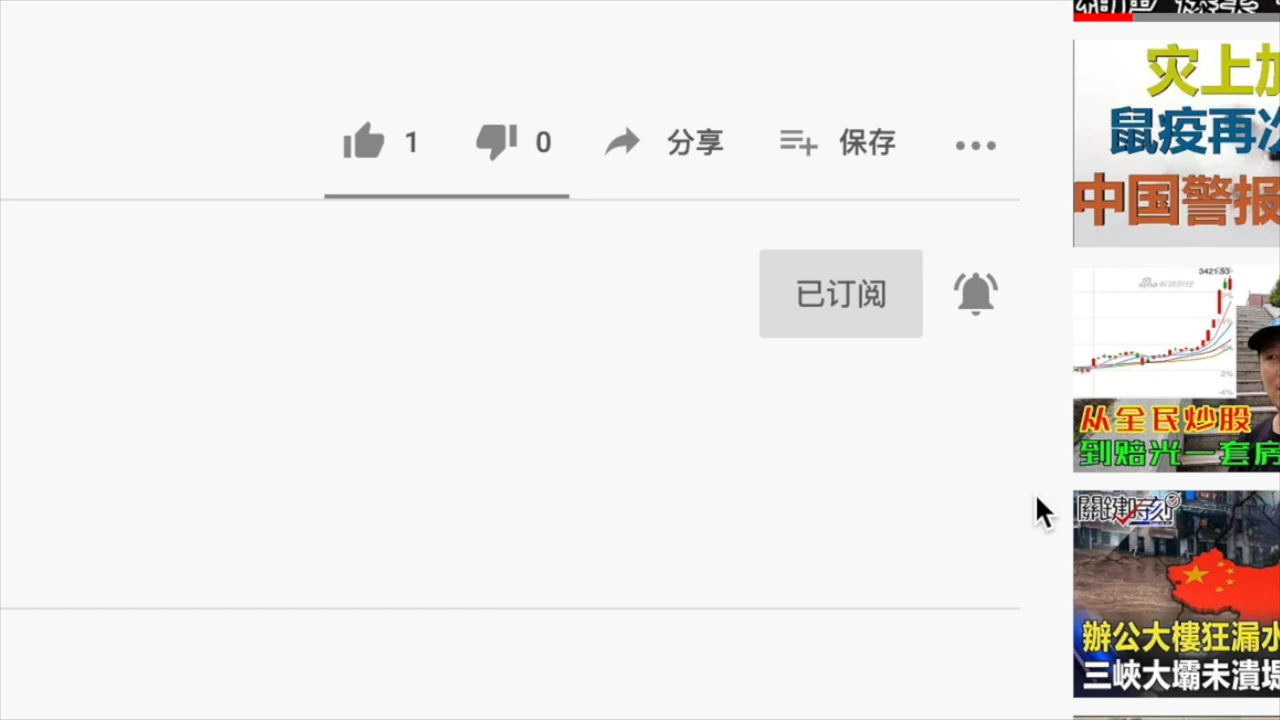 1
0
分享
保存
已订阅
灾上加
鼠疫再次
中国警报
3421.53
2%
-4%
从全民炒股
到赔光一套房
關鍵時刻
辦公大樓狂漏水
三峽大壩未潰堤